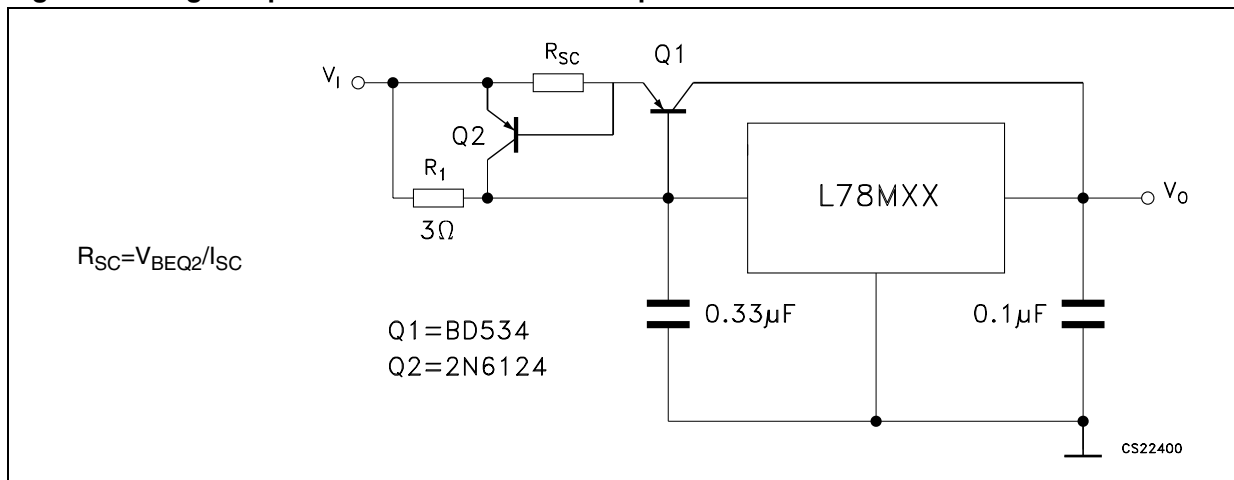 R_SC
Q1
V_I
Q2
R_1
3Ω
L78MXX
V_O
R_SC=V_BEQ2/I_SC
0.33µF
0.1µF
Q1=BD534
Q2=2N6124
CS22400